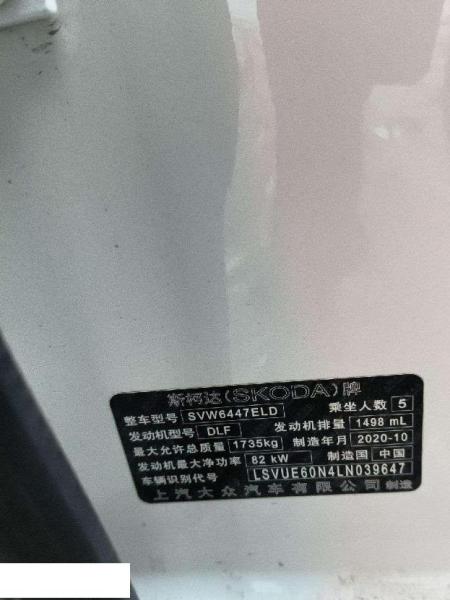 斯柯达(SKODA)牌
整车型号 SVW6447ELD 乘坐人数 5
发动机型号 DLF 发动机排量 1498 mL
最大允许总质量 1735kg 制造年月 2020-10
发动机最大净功率 82 kW 制造国 中国
车辆识别代号 LSVUE60N4LN039647
上汽大众汽车有限公司 制造